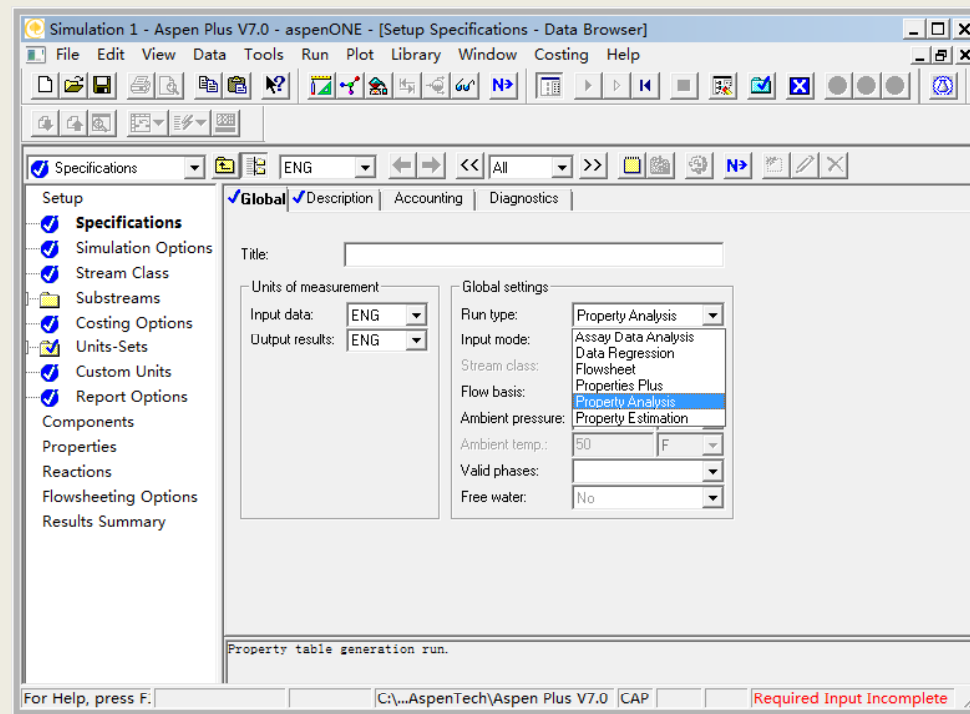 Simulation 1 - Aspen Plus V7.0 - aspenONE - [Setup Specifications - Data Browser]
File Edit View Data Tools Run Plot Library Window Costing Help
N→
Specifications ENG << All >> N→
Setup
Specifications
Simulation Options
Stream Class
Substreams
Costing Options
Units-Sets
Custom Units
Report Options
Components
Properties
Reactions
Flowsheeting Options
Results Summary
Global Description Accounting Diagnostics
Title:
Units of measurement
Input data: ENG
Output results: ENG
Global settings
Run type: Property Analysis
Input mode:
Stream class:
Flow basis:
Ambient pressure:
Ambient temp.: 50 F
Valid phases:
Free water: No
Assay Data Analysis
Data Regression
Flowsheet
Properties Plus
Property Analysis
Property Estimation
Property table generation run.
For Help, press F. C:\...AspenTech\Aspen Plus V7.0 CAP Required Input Incomplete